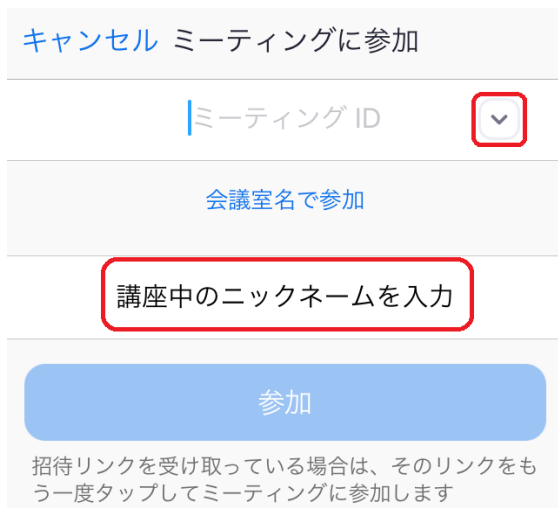 キャンセル ミーティングに参加
ミーティング ID
会議室名で参加
講座中のニックネームを入力
参加
招待リンクを受け取っている場合は、そのリンクをも
う一度タップしてミーティングに参加します